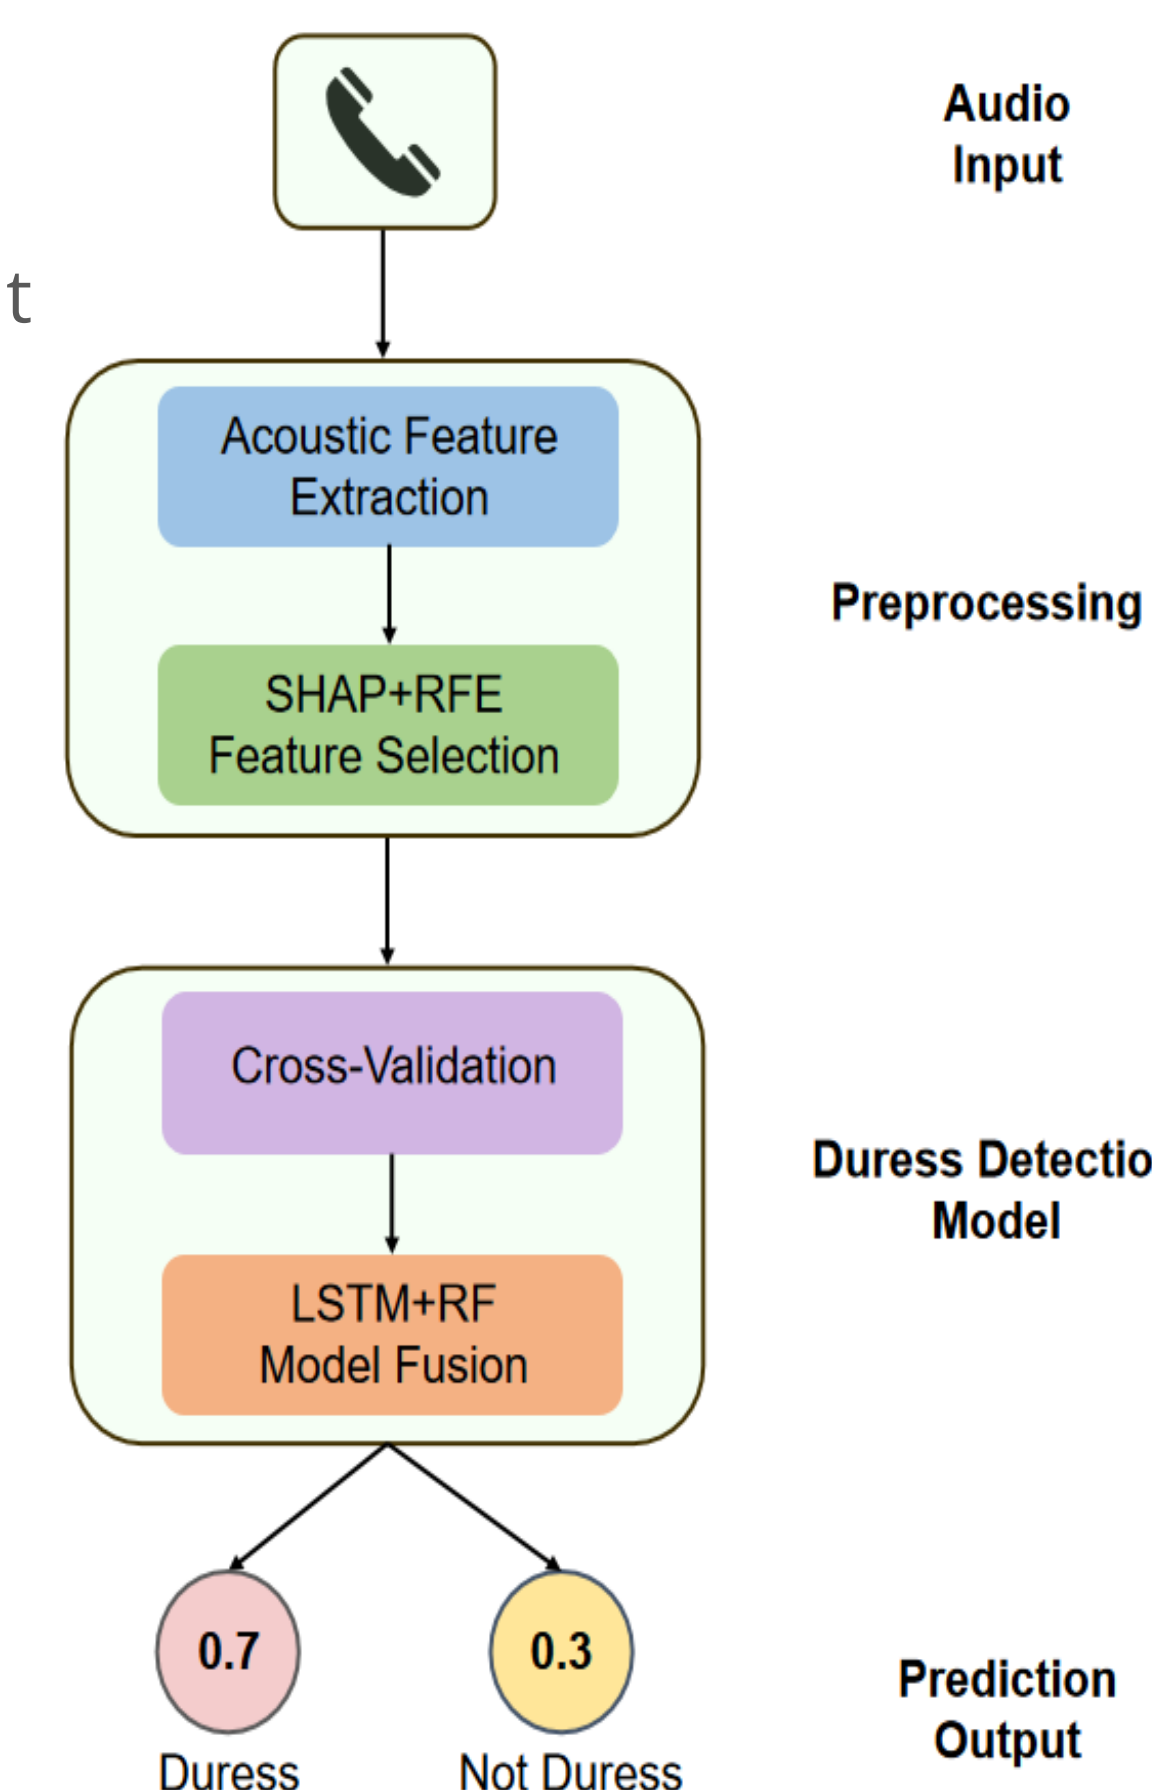 Audio
Input
t
Acoustic Feature
Extraction
Preprocessing
SHAP+RFE
Feature Selection
Cross-Validation
Duress Detectio
Model
LSTM+RF
Model Fusion
0.7
0.3
Duress
Not Duress
Prediction
Output